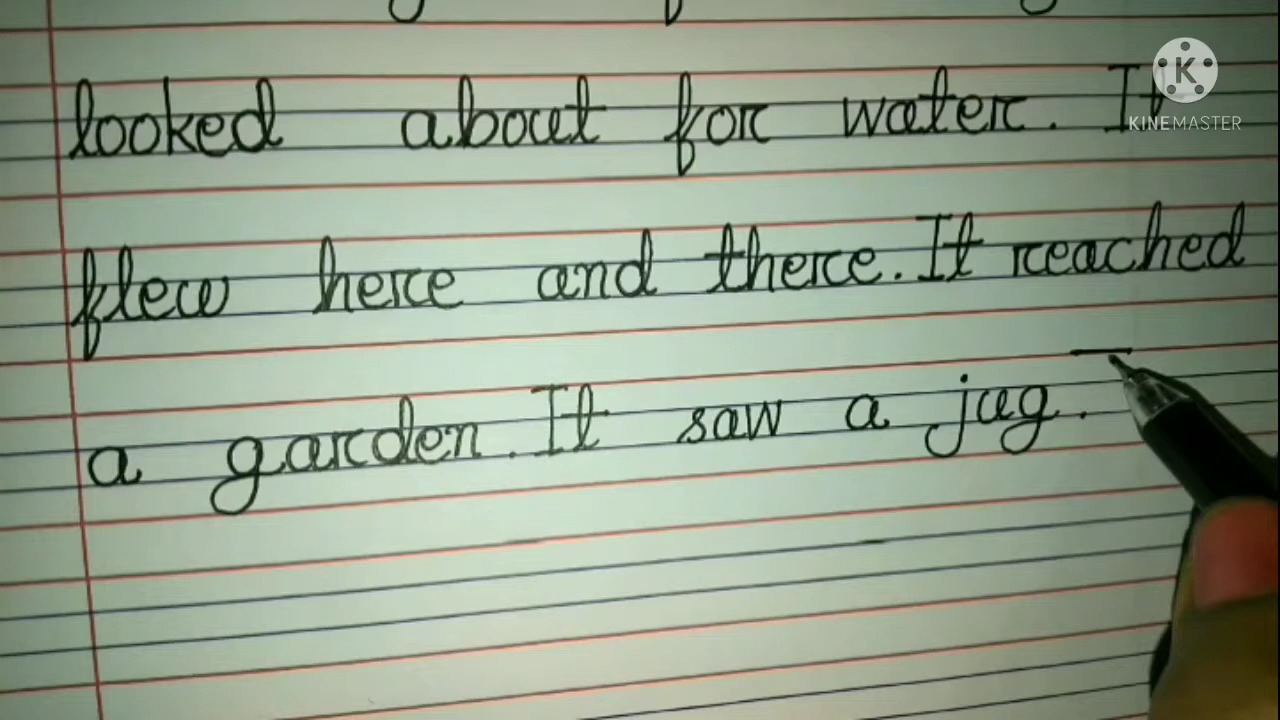 looked about for water. It
flew here and there. It reached
a garden. It saw a jug.
KINEMASTER